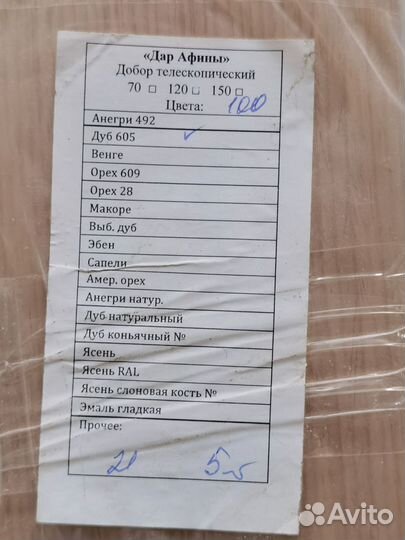 «Дар Афины»
Добор телескопический
70 □ 120 □ 150 □
Цвета: 100
Анегри 492
Дуб 605 ✓
Венге
Орех 609
Орех 28
Макоре
Выб. дуб
Эбен
Сапели
Амер. орех
Анегри натур.
Дуб натуральный
Дуб коньячный №
Ясень
Ясень RAL
Ясень слоновая кость №
Эмаль гладкая
Прочее:
Avito